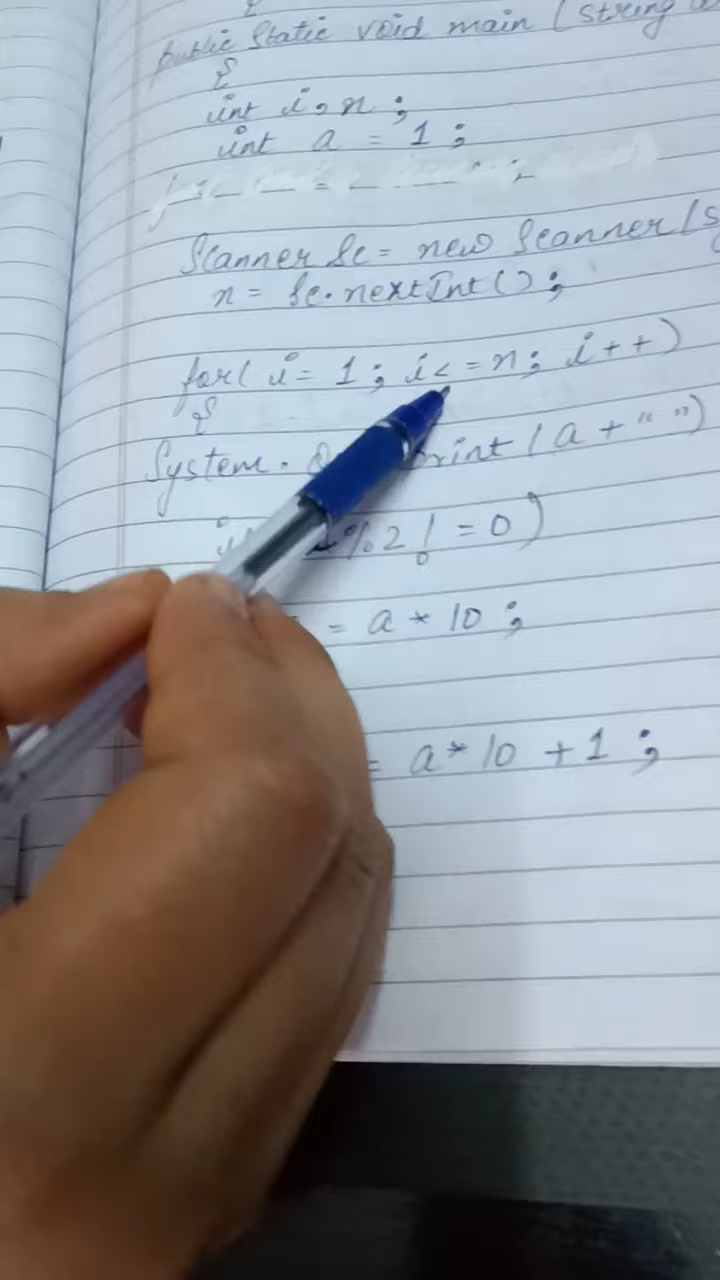 public static void main (String
{
int i, n ;
int a = 1 ;
Scanner Sc = new Scanner (S
n = Sc.nextInt() ;
for( i = 1 ; i < = n ; i + + )
{
System. rint ( a + " " )
%2 ! = 0 )
= a * 10 ;
= a * 10 + 1 ;